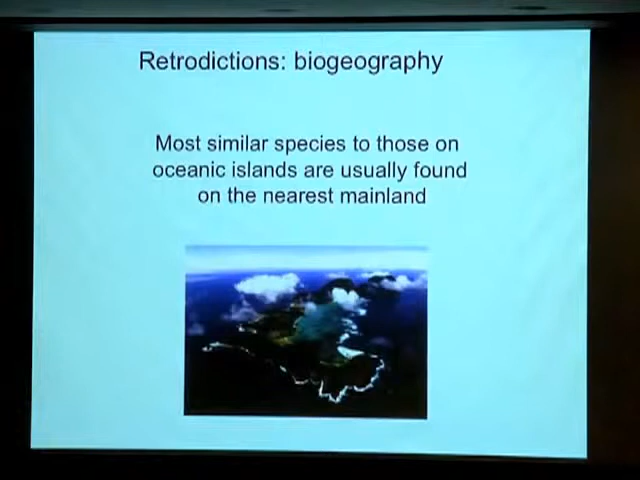 Retrodictions: biogeography
Most similar species to those on
oceanic islands are usually found
on the nearest mainland